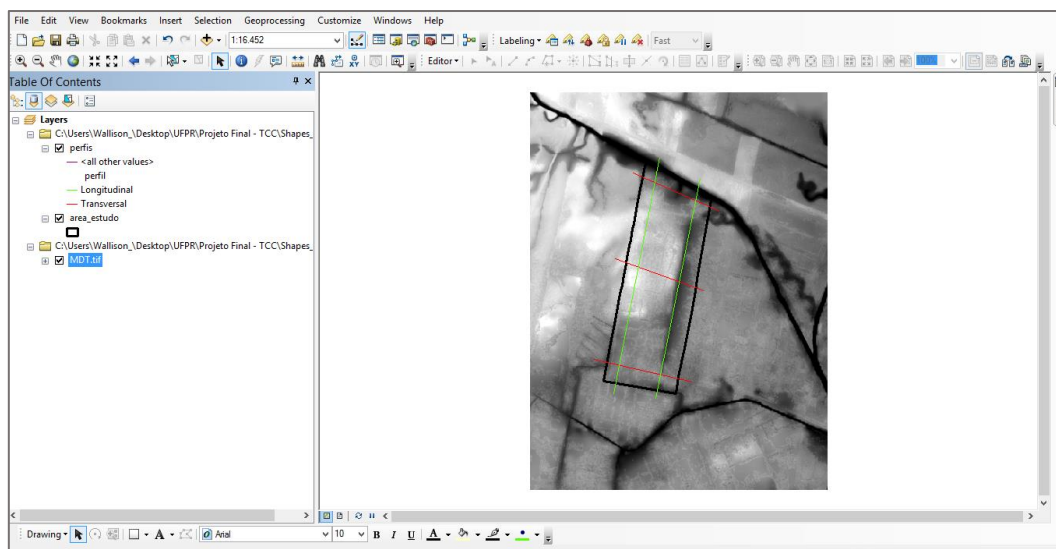 File Edit View Bookmarks Insert Selection Geoprocessing Customize Windows Help
1:16.452 Labeling Fast
Editor
Table Of Contents
Layers
C:\Users\Wallison_\Desktop\UFPR\Projeto Final - TCC\Shapes_
perfis
<all other values>
perfil
Longitudinal
Transversal
area_estudo
C:\Users\Wallison_\Desktop\UFPR\Projeto Final - TCC\Shapes_
MDT.tif
Drawing A Arial 10 B I U A